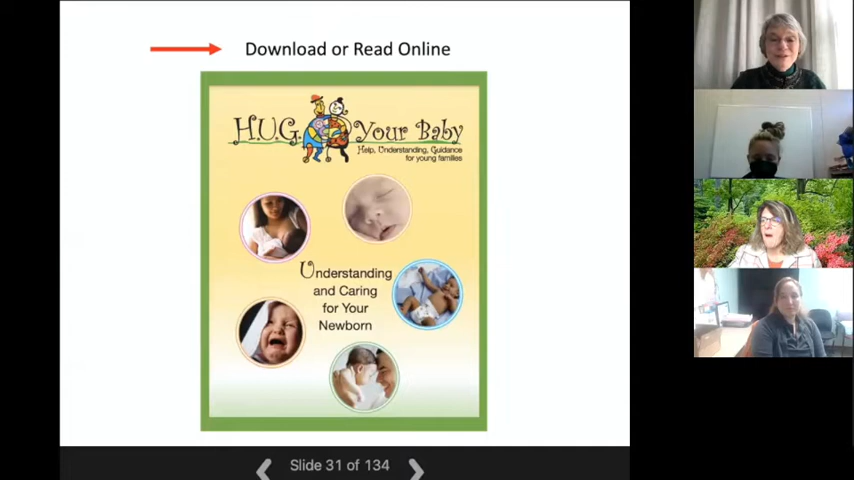 Download or Read Online
H.U.G. Your Baby
Help, Understanding, Guidance
for young families
Understanding
and Caring
for Your
Newborn
Slide 31 of 134